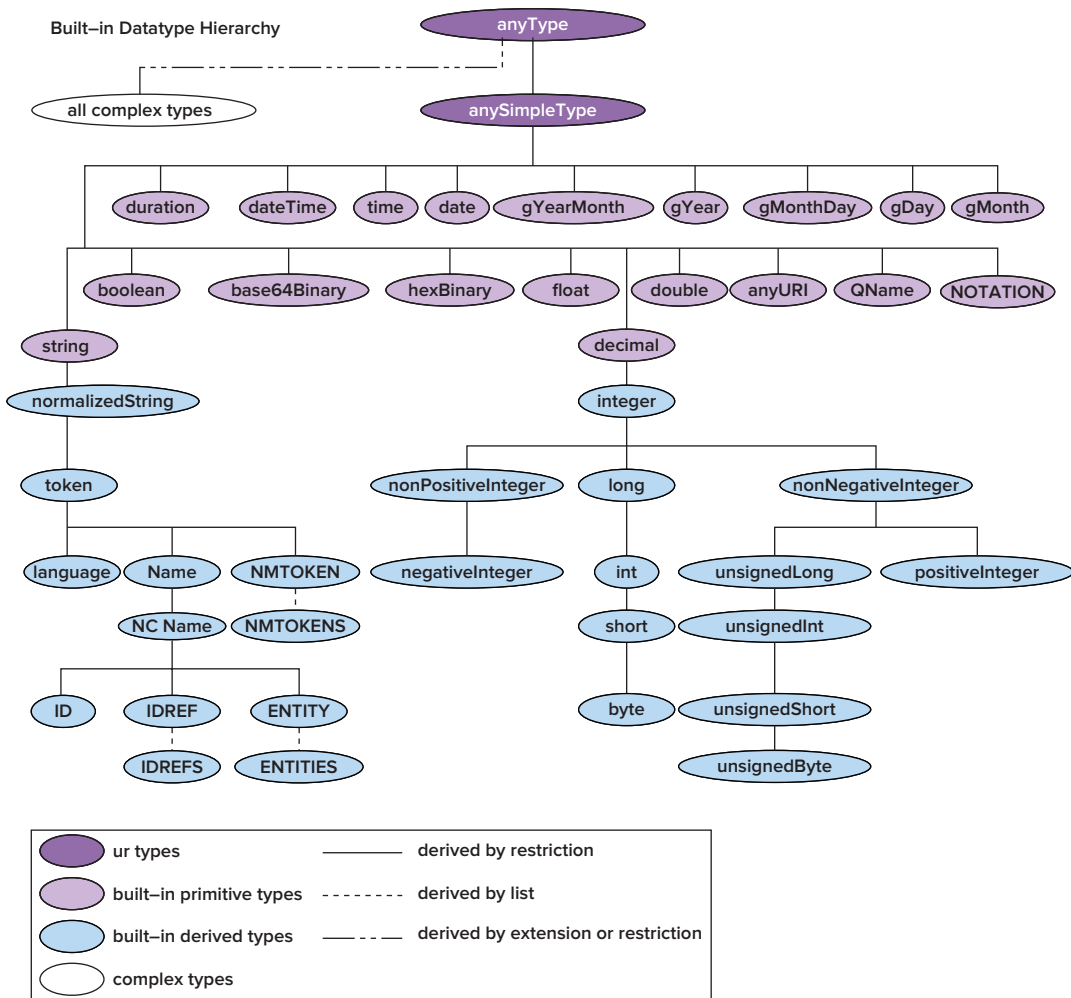 Built–in Datatype Hierarchy
anyType
all complex types
anySimpleType
duration
dateTime
time
date
gYearMonth
gYear
gMonthDay
gDay
gMonth
boolean
base64Binary
hexBinary
float
double
anyURI
QName
NOTATION
string
decimal
normalizedString
integer
token
nonPositiveInteger
long
nonNegativeInteger
language
Name
NMTOKEN
negativeInteger
int
unsignedLong
positiveInteger
NC Name
NMTOKENS
short
unsignedInt
ID
IDREF
ENTITY
byte
unsignedShort
IDREFS
ENTITIES
unsignedByte
ur types
derived by restriction
built–in primitive types
derived by list
built–in derived types
derived by extension or restriction
complex types